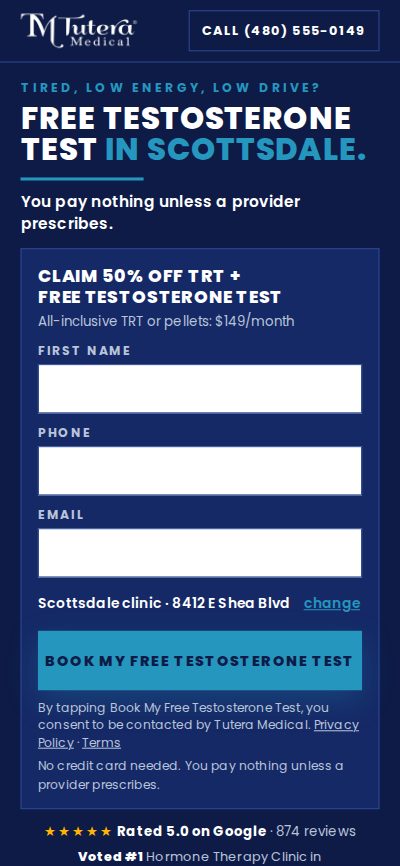 Tutera
Medical
CALL (480) 555-0149
TIRED, LOW ENERGY, LOW DRIVE?
FREE TESTOSTERONE
TEST IN SCOTTSDALE.
You pay nothing unless a provider
prescribes.
CLAIM 50% OFF TRT +
FREE TESTOSTERONE TEST
All-inclusive TRT or pellets: $149/month
FIRST NAME
PHONE
EMAIL
Scottsdale clinic · 8412 E Shea Blvd change
BOOK MY FREE TESTOSTERONE TEST
By tapping Book My Free Testosterone Test, you
consent to be contacted by Tutera Medical. Privacy
Policy · Terms
No credit card needed. You pay nothing unless a
provider prescribes.
★★★★★ Rated 5.0 on Google · 874 reviews
Voted #1 Hormone Therapy Clinic in